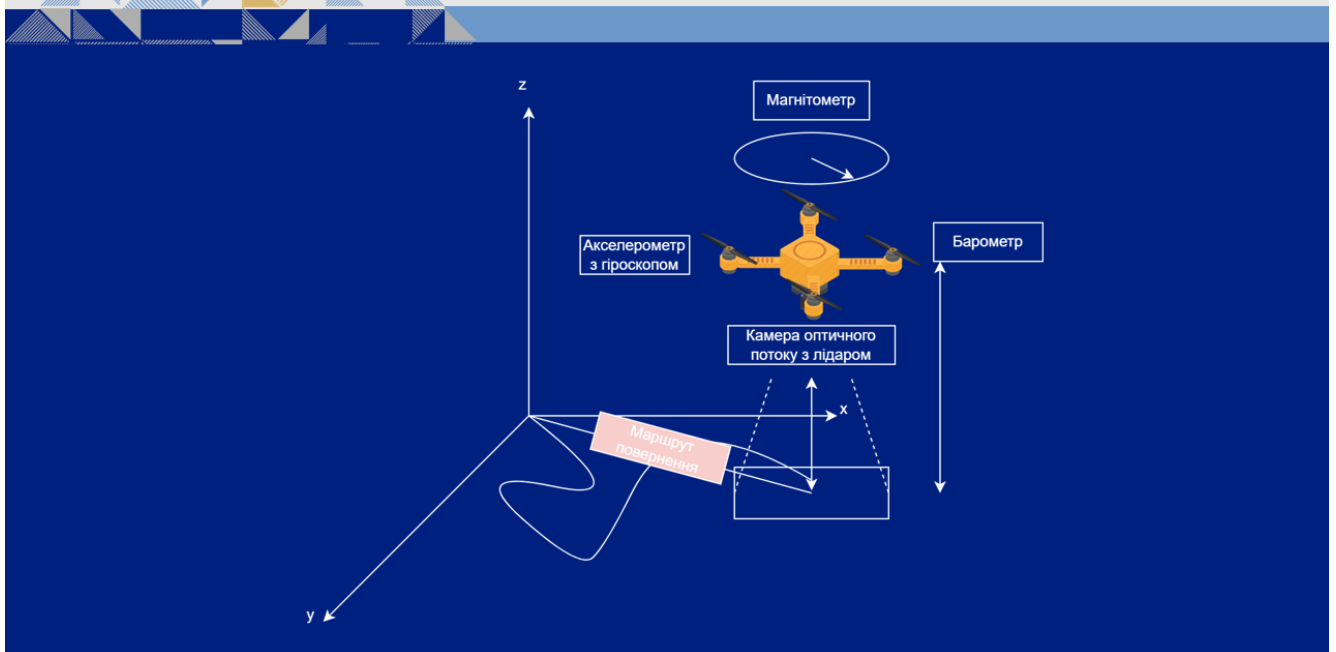 z
Магнітометр
Акселерометр
з гіроскопом
Барометр
Камера оптичного
потоку з лідаром
x
Маршрут
повернення
y